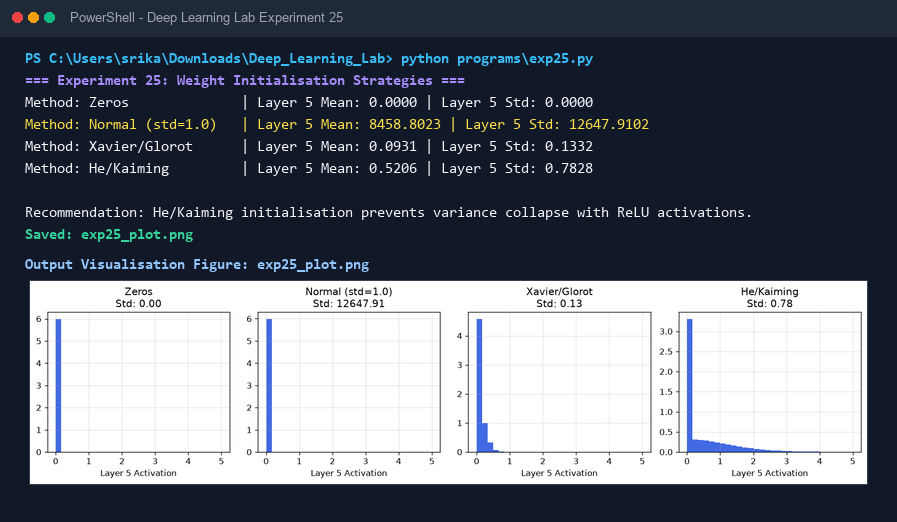 PowerShell - Deep Learning Lab Experiment 25
PS C:\Users\srika\Downloads\Deep_Learning_Lab> python programs\exp25.py
=== Experiment 25: Weight Initialisation Strategies ===
Method: Zeros | Layer 5 Mean: 0.0000 | Layer 5 Std: 0.0000
Method: Normal (std=1.0) | Layer 5 Mean: 8458.8023 | Layer 5 Std: 12647.9102
Method: Xavier/Glorot | Layer 5 Mean: 0.0931 | Layer 5 Std: 0.1332
Method: He/Kaiming | Layer 5 Mean: 0.5206 | Layer 5 Std: 0.7828
Recommendation: He/Kaiming initialisation prevents variance collapse with ReLU activations.
Saved: exp25_plot.png
Output Visualisation Figure: exp25_plot.png
Zeros
Std: 0.00
6
5
4
3
2
1
0
0 1 2 3 4 5
Layer 5 Activation
Normal (std=1.0)
Std: 12647.91
6
5
4
3
2
1
0
0 1 2 3 4 5
Layer 5 Activation
Xavier/Glorot
Std: 0.13
4
3
2
1
0
0 1 2 3 4 5
Layer 5 Activation
He/Kaiming
Std: 0.78
3.0
2.5
2.0
1.5
1.0
0.5
0.0
0 1 2 3 4 5
Layer 5 Activation